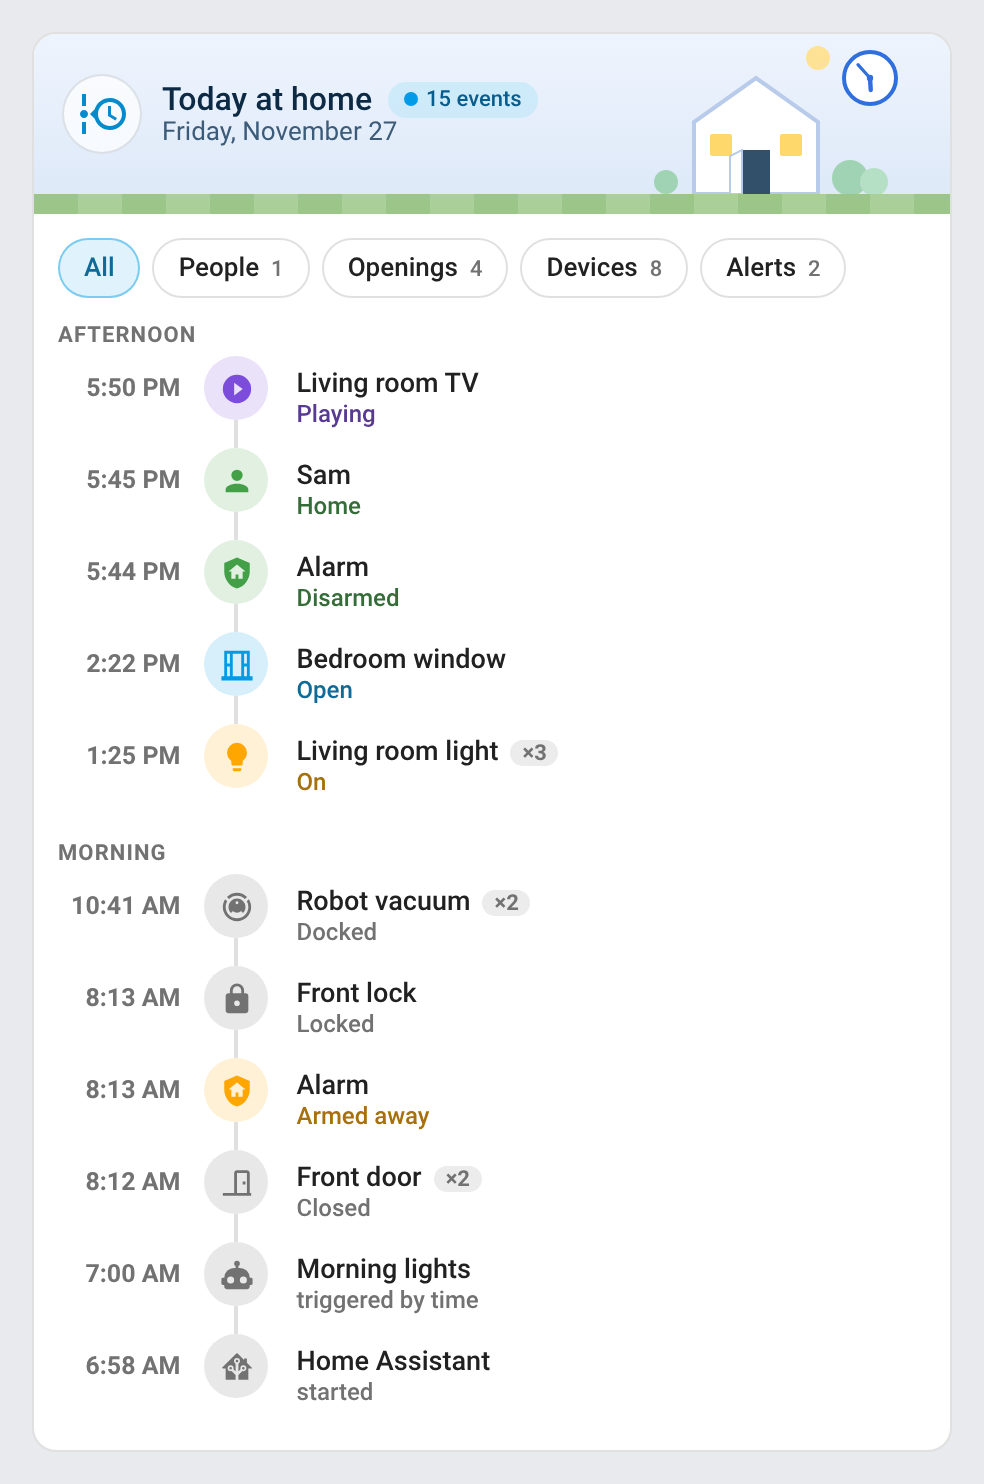 Today at home 15 events
Friday, November 27
All People 1 Openings 4 Devices 8 Alerts 2
AFTERNOON
5:50 PM Living room TV
Playing
5:45 PM Sam
Home
5:44 PM Alarm
Disarmed
2:22 PM Bedroom window
Open
1:25 PM Living room light ×3
On
MORNING
10:41 AM Robot vacuum ×2
Docked
8:13 AM Front lock
Locked
8:13 AM Alarm
Armed away
8:12 AM Front door ×2
Closed
7:00 AM Morning lights
triggered by time
6:58 AM Home Assistant
started